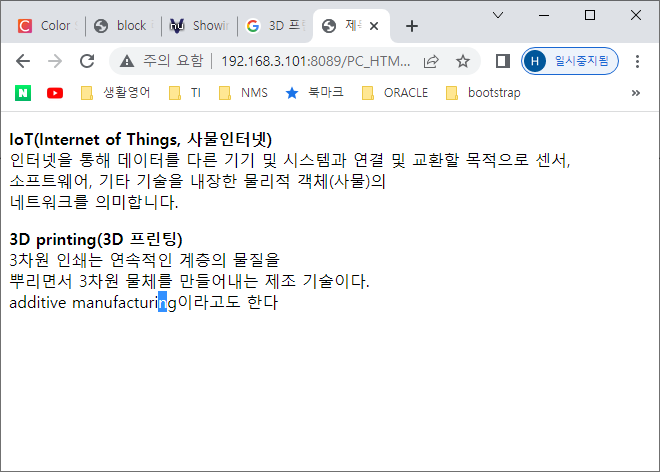 Color
block
Showi
3D 프린
제목
주의 요함
192.168.3.101:8089/PC_HTM...
H 일시중지됨
생활영어
TI
NMS
북마크
ORACLE
bootstrap
IoT(Internet of Things, 사물인터넷)
인터넷을 통해 데이터를 다른 기기 및 시스템과 연결 및 교환할 목적으로 센서,
소프트웨어, 기타 기술을 내장한 물리적 객체(사물)의
네트워크를 의미합니다.
3D printing(3D 프린팅)
3차원 인쇄는 연속적인 계층의 물질을
뿌리면서 3차원 물체를 만들어내는 제조 기술이다.
additive manufacturing이라고도 한다